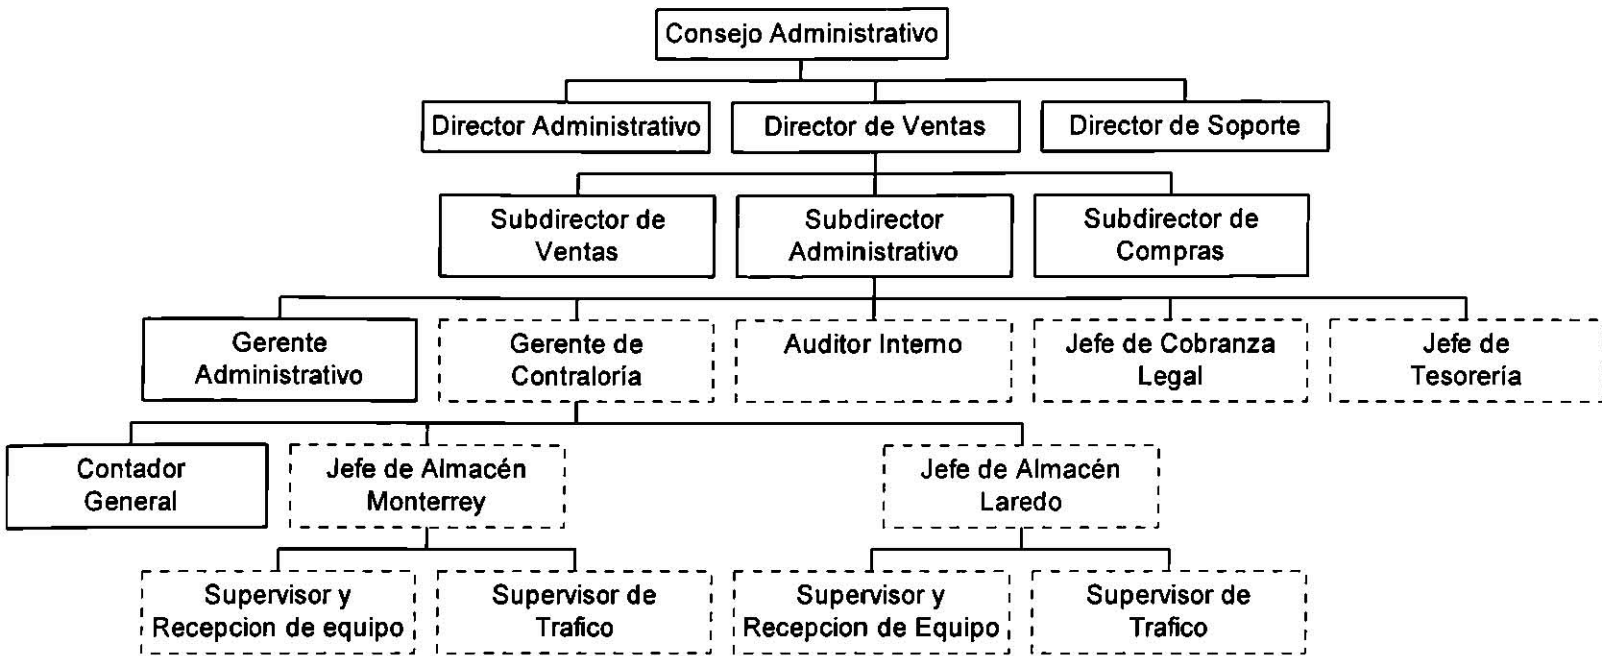 Consejo Administrativo
Director Administrativo
Director de Ventas
Director de Soporte
Subdirector de
Ventas
Subdirector
Administrativo
Subdirector de
Compras
Gerente
Administrativo
Gerente de
Contraloría
Auditor Interno
Jefe de Cobranza
Legal
Jefe de
Tesorería
Contador
General
Jefe de Almacén
Monterrey
Jefe de Almacén
Laredo
Supervisor y
Recepcion de equipo
Supervisor de
Trafico
Supervisor y
Recepcion de Equipo
Supervisor de
Trafico